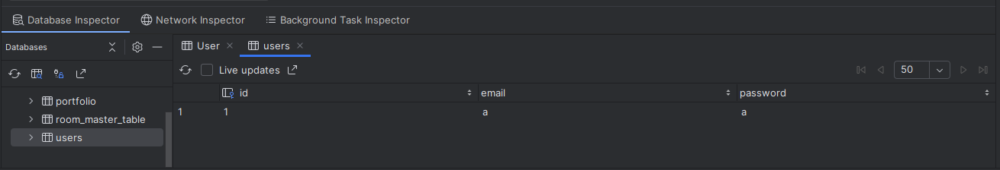 Database Inspector Network Inspector Background Task Inspector
Databases
User users
Live updates 50
portfolio
room_master_table
users
id email password
1 1 a a